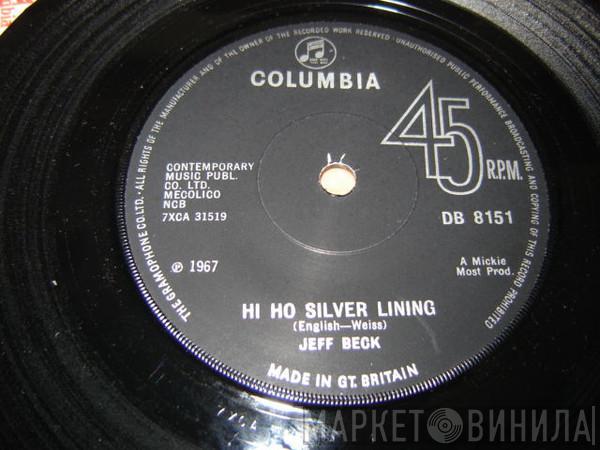 ALL RIGHTS OF THE MANUFACTURER AND OF THE OWNER OF THE RECORDED WORK RESERVED · UNAUTHORISED PUBLIC PERFORMANCE BROADCASTING AND COPYING OF THIS RECORD PROHIBITED
THE GRAMOPHONE CO. LTD.
COLUMBIA
45 R.P.M.
CONTEMPORARY
MUSIC PUBL.
CO. LTD.
MECOLICO
NCB
7XCA 31519
DB 8151
℗ 1967
A Mickie
Most Prod.
HI HO SILVER LINING
(English—Weiss)
JEFF BECK
MADE IN GT. BRITAIN
7XCA
МАРКЕТ ВИНИЛА